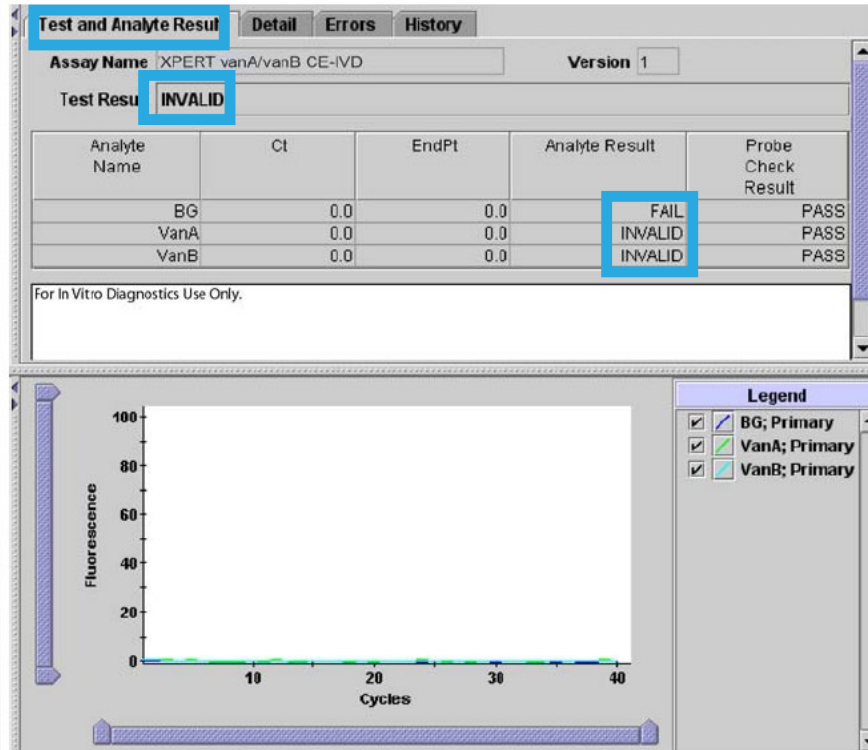 Test and Analyte Result Detail Errors History
Assay Name XPERT vanA/vanB CE-IVD Version 1
Test Resu INVALID
Analyte Name Ct EndPt Analyte Result Probe Check Result
BG 0.0 0.0 FAIL PASS
VanA 0.0 0.0 INVALID PASS
VanB 0.0 0.0 INVALID PASS
For In Vitro Diagnostics Use Only.
Legend
BG; Primary
VanA; Primary
VanB; Primary
100
80
60
40
20
0
Fluorescence
10 20 30 40
Cycles